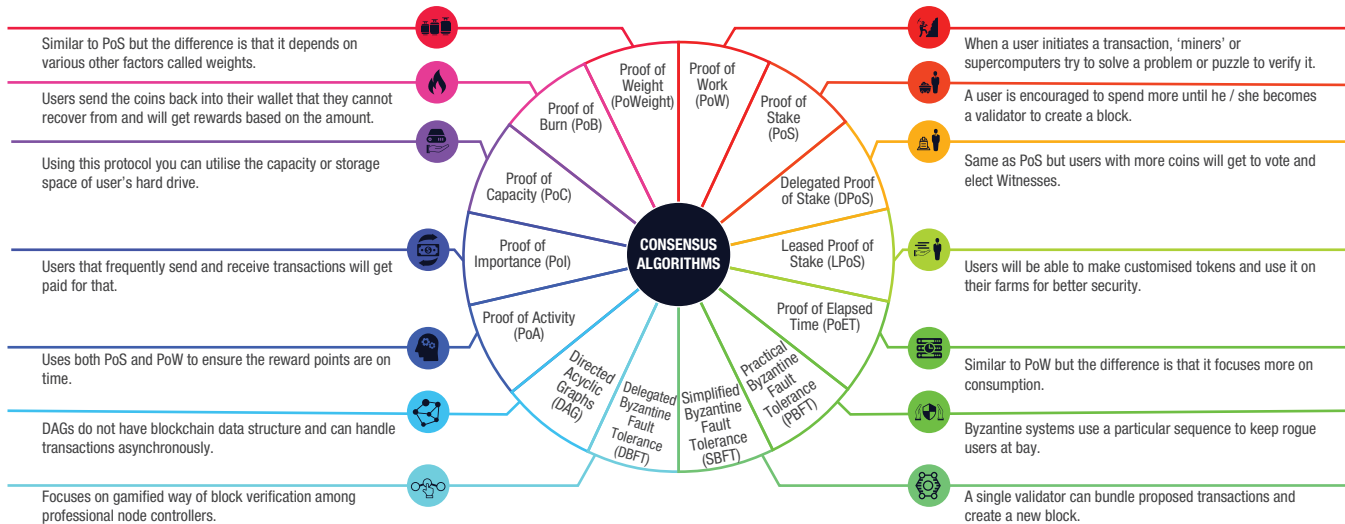 Similar to PoS but the difference is that it depends on
various other factors called weights.
Users send the coins back into their wallet that they cannot
recover from and will get rewards based on the amount.
Using this protocol you can utilise the capacity or storage
space of user's hard drive.
Users that frequently send and receive transactions will get
paid for that.
Uses both PoS and PoW to ensure the reward points are on
time.
DAGs do not have blockchain data structure and can handle
transactions asynchronously.
Focuses on gamified way of block verification among
professional node controllers.
CONSENSUS
ALGORITHMS
Proof of
Work (PoW)
Proof of
Stake
(PoS)
Delegated Proof
of Stake (DPoS)
Leased Proof of
Stake (LPoS)
Proof of Elapsed
Time (PoET)
Practical
Byzantine
Fault
Tolerance
(PBFT)
Simplified
Byzantine
Fault
Tolerance
(SBFT)
Delegated
Byzantine
Fault
Tolerance
(DBFT)
Directed
Acyclic
Graphs
(DAG)
Proof of Activity
(PoA)
Proof of
Importance (PoI)
Proof of
Capacity (PoC)
Proof of
Burn (PoB)
Proof of
Weight
(PoWeight)
When a user initiates a transaction, ‘miners’ or
supercomputers try to solve a problem or puzzle to verify it.
A user is encouraged to spend more until he / she becomes
a validator to create a block.
Same as PoS but users with more coins will get to vote and
elect Witnesses.
Users will be able to make customised tokens and use it on
their farms for better security.
Similar to PoW but the difference is that it focuses more on
consumption.
Byzantine systems use a particular sequence to keep rogue
users at bay.
A single validator can bundle proposed transactions and
create a new block.